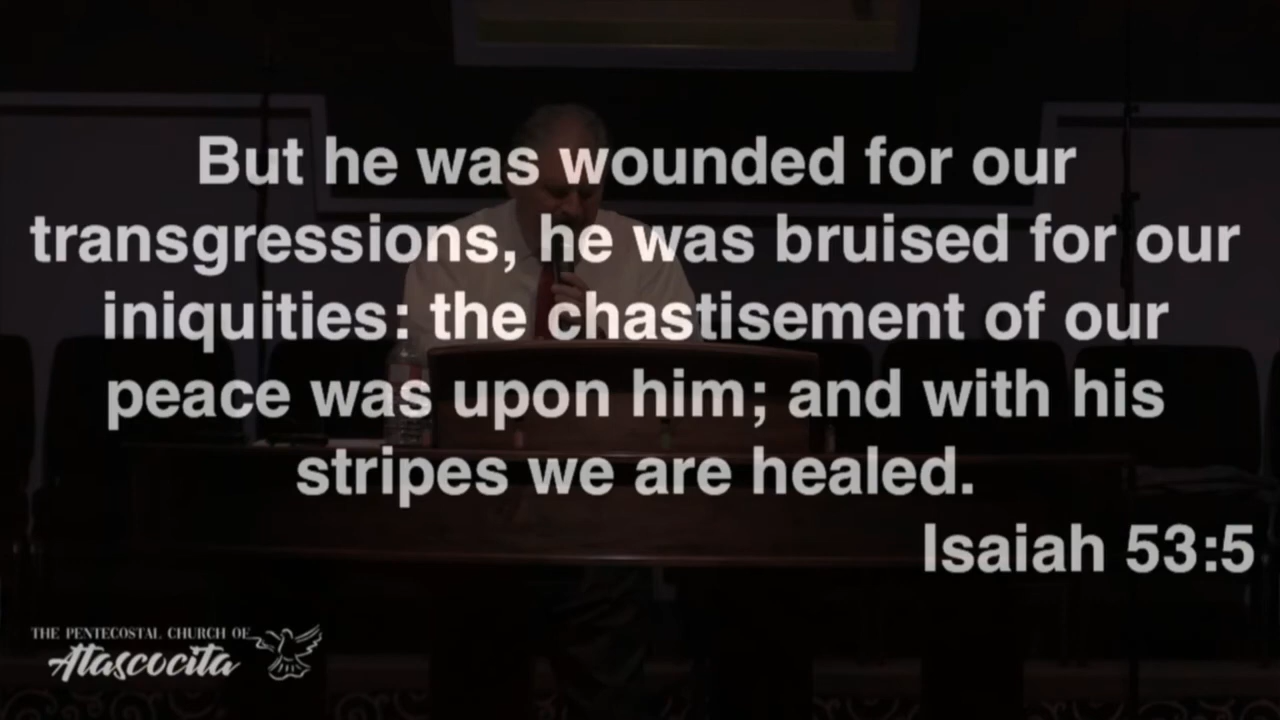 But he was wounded for our
transgressions, he was bruised for our
iniquities: the chastisement of our
peace was upon him; and with his
stripes we are healed.
Isaiah 53:5
THE PENTECOSTAL CHURCH OF
Atascocita